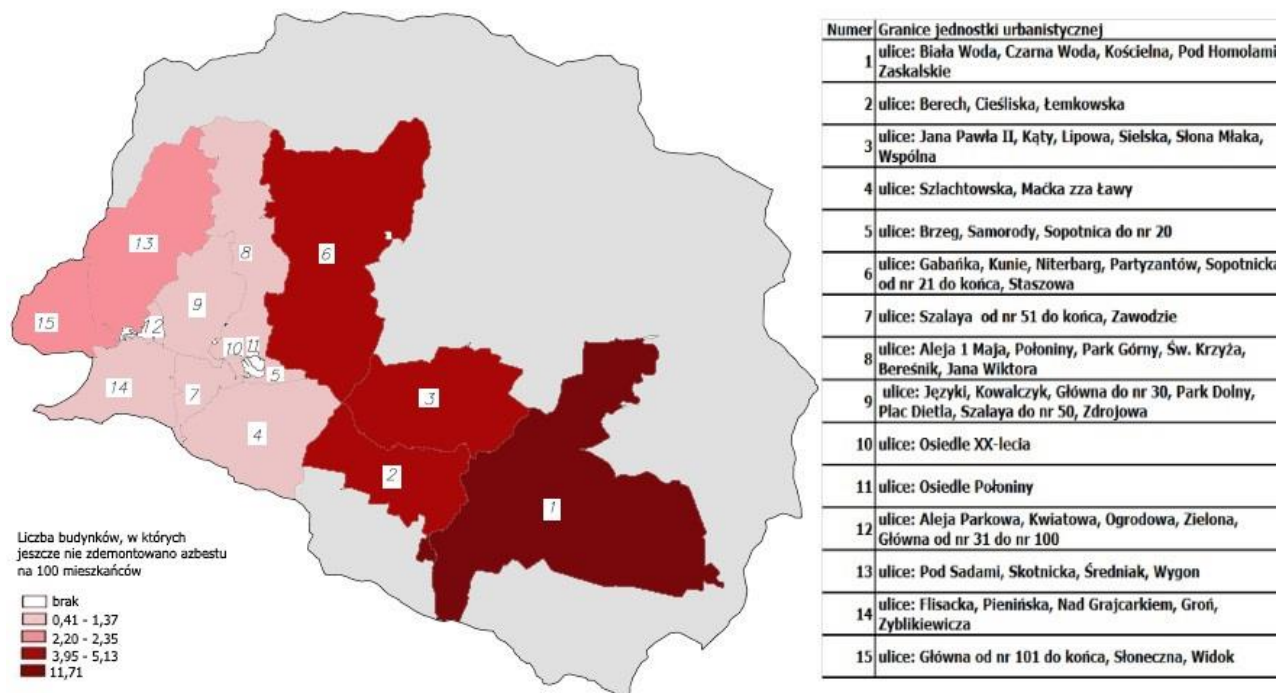 13
8
6
15
12
9
10
11
5
14
7
4
3
2
1
Liczba budynków, w których
jeszcze nie zdemontowano azbestu
na 100 mieszkańców
brak
0,41 - 1,37
2,20 - 2,35
3,95 - 5,13
11,71
Numer Granice jednostki urbanistycznej
1 ulice: Biała Woda, Czarna Woda, Kościelna, Pod Homolami
Zaskalskie
2 ulice: Berech, Cieśliska, Łemkowska
3 ulice: Jana Pawła II, Kąty, Lipowa, Sielska, Słona Młaka,
Wspólna
4 ulice: Szlachtowska, Maćka zza Ławy
5 ulice: Brzeg, Samorody, Sopotnica do nr 20
6 ulice: Gabańka, Kunie, Niterbarg, Partyzantów, Sopotnicka
od nr 21 do końca, Staszowa
7 ulice: Szalaya od nr 51 do końca, Zawodzie
8 ulice: Aleja 1 Maja, Połoniny, Park Górny, Św. Krzyża,
Bereśnik, Jana Wiktora
9 ulice: Języki, Kowalczyk, Główna do nr 30, Park Dolny,
Plac Dietla, Szalaya do nr 50, Zdrojowa
10 ulice: Osiedle XX-lecia
11 ulice: Osiedle Połoniny
12 ulice: Aleja Parkowa, Kwiatowa, Ogrodowa, Zielona,
Główna od nr 31 do nr 100
13 ulice: Pod Sadami, Skotnicka, Średniak, Wygon
14 ulice: Flisacka, Pienińska, Nad Grajcarkiem, Groń,
Zyblikiewicza
15 ulice: Główna od nr 101 do końca, Słoneczna, Widok